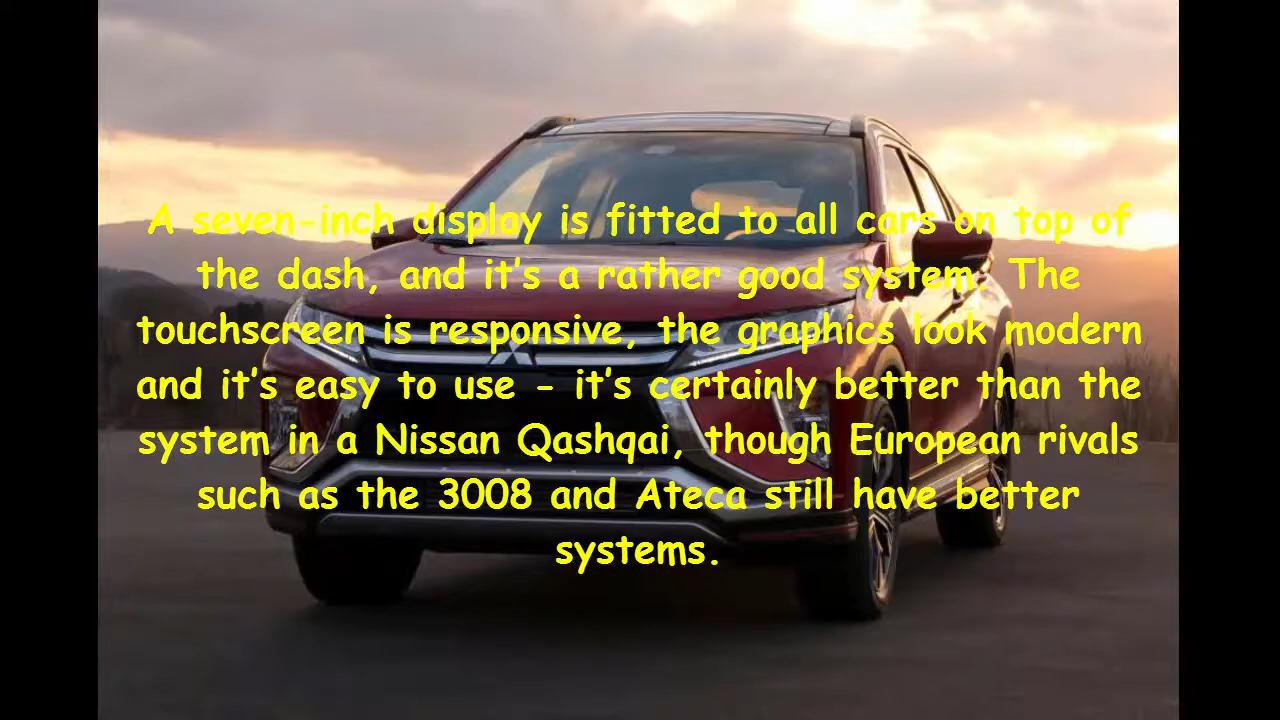 A seven-inch display is fitted to all cars on top of
the dash, and it's a rather good system. The
touchscreen is responsive, the graphics look modern
and it's easy to use – it's certainly better than the
system in a Nissan Qashqai, though European rivals
such as the 3008 and Ateca still have better
systems.